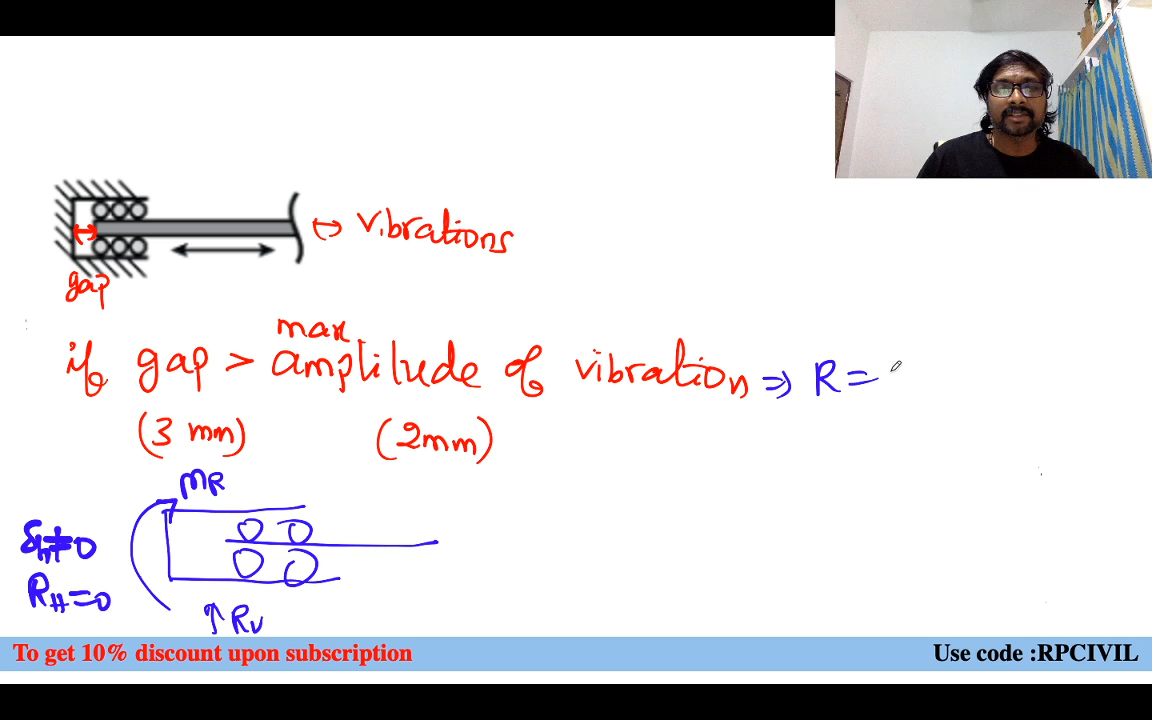 ↔ vibrations
gap
max
if gap > amplitude of vibration ⇒ R =
(3 mm) (2mm)
MR
δh ≠ 0
RH = 0
↑ RV
To get 10% discount upon subscription
Use code :RPCIVIL